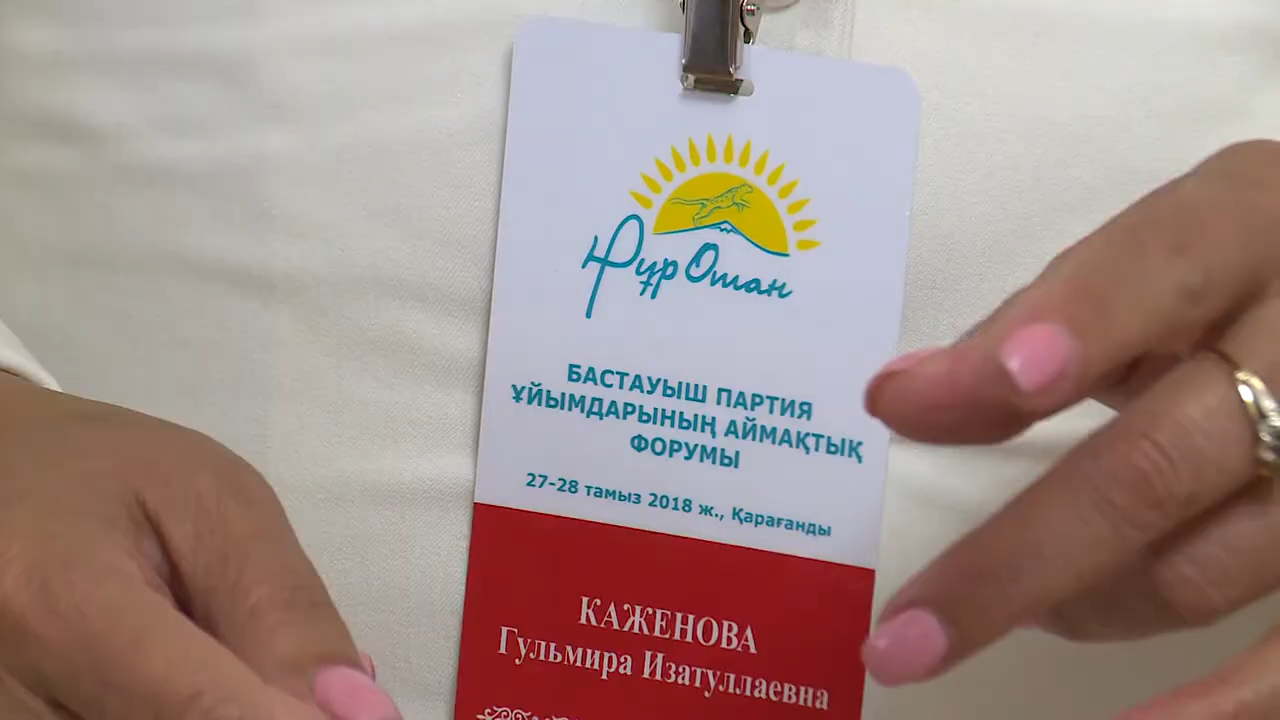 Нұр Отан
БАСТАУЫШ ПАРТИЯ
ҰЙЫМДАРЫНЫҢ АЙМАҚТЫҚ
ФОРУМЫ
27-28 тамыз 2018 ж., Қарағанды
КАЖЕНОВА
Гульмира Изатуллаевна